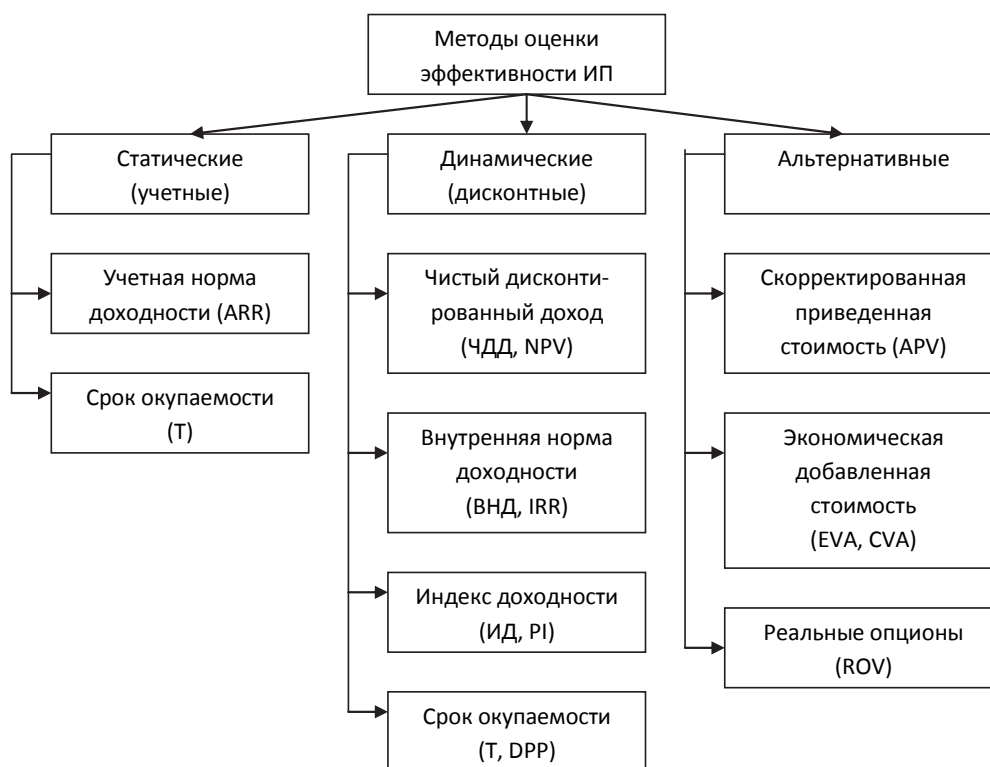 Методы оценки
эффективности ИП
Статические
(учетные)
Динамические
(дисконтные)
Альтернативные
Учетная норма
доходности (ARR)
Срок окупаемости
(Т)
Чистый дисконти-
рованный доход
(ЧДД, NPV)
Внутренняя норма
доходности
(ВНД, IRR)
Индекс доходности
(ИД, PI)
Срок окупаемости
(Т, DPP)
Скорректированная
приведенная
стоимость (APV)
Экономическая
добавленная
стоимость
(EVA, CVA)
Реальные опционы
(ROV)